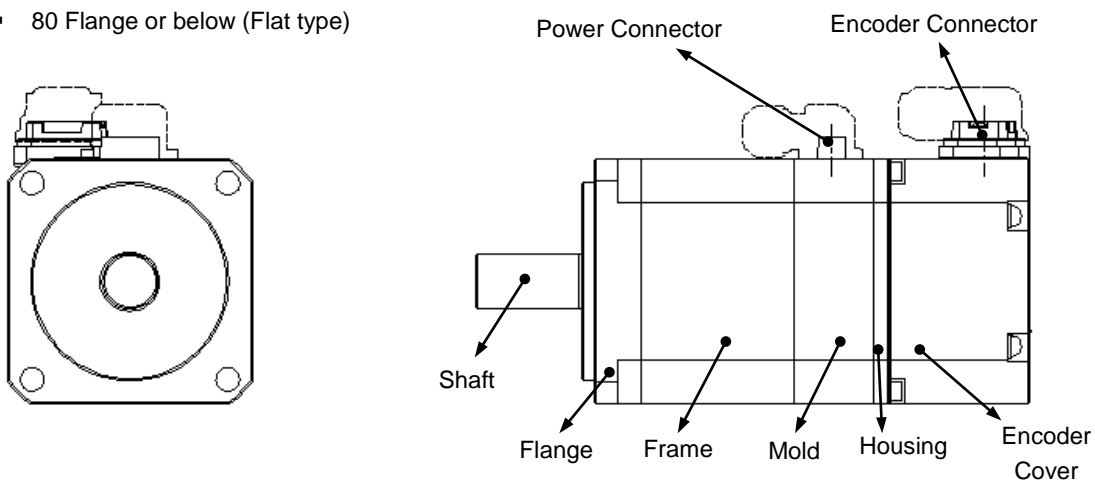 ▪ 80 Flange or below (Flat type)
Power Connector
Encoder Connector
Shaft
Flange
Frame
Mold
Housing
Encoder
Cover